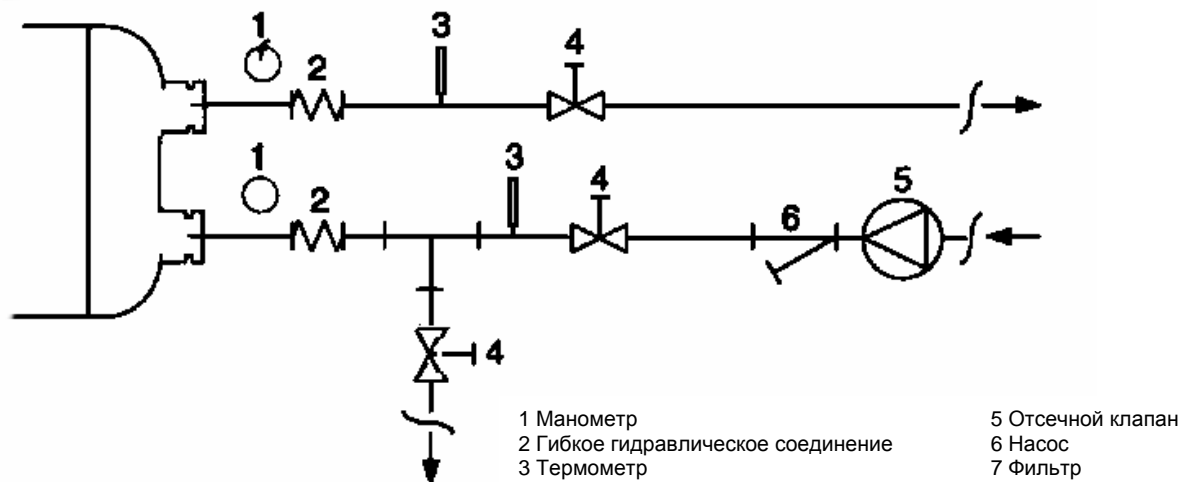 1
2
3
4
1
2
3
4
5
6
4
1 Манометр
2 Гибкое гидравлическое соединение
3 Термометр
5 Отсечной клапан
6 Насос
7 Фильтр